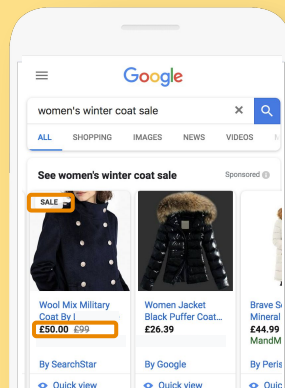 Google
women's winter coat sale
ALL SHOPPING IMAGES NEWS VIDEOS
See women's winter coat sale Sponsored
SALE
Wool Mix Military
Coat By I
£50.00 £99
By SearchStar
Quick view
Women Jacket
Black Puffer Coat...
£26.39
By Google
Quick view
Brave S
Mineral
£44.99
MandM
By Peris
Quick